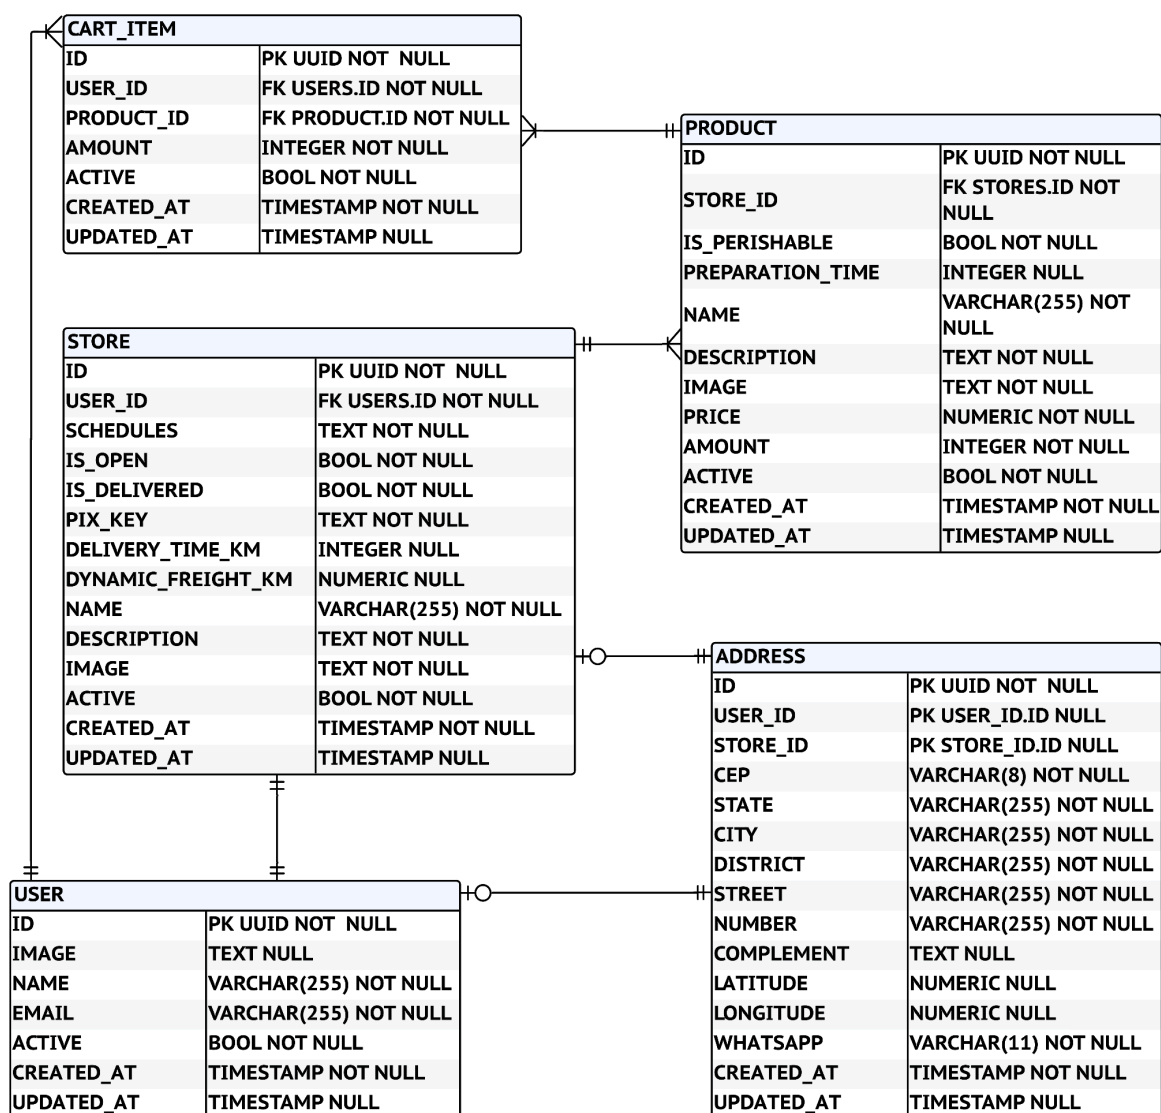 CART_ITEM
ID PK UUID NOT NULL
USER_ID FK USERS.ID NOT NULL
PRODUCT_ID FK PRODUCT.ID NOT NULL
AMOUNT INTEGER NOT NULL
ACTIVE BOOL NOT NULL
CREATED_AT TIMESTAMP NOT NULL
UPDATED_AT TIMESTAMP NULL
PRODUCT
ID PK UUID NOT NULL
STORE_ID FK STORES.ID NOT
NULL
IS_PERISHABLE BOOL NOT NULL
PREPARATION_TIME INTEGER NULL
NAME VARCHAR(255) NOT
NULL
DESCRIPTION TEXT NOT NULL
IMAGE TEXT NOT NULL
PRICE NUMERIC NOT NULL
AMOUNT INTEGER NOT NULL
ACTIVE BOOL NOT NULL
CREATED_AT TIMESTAMP NOT NULL
UPDATED_AT TIMESTAMP NULL
STORE
ID PK UUID NOT NULL
USER_ID FK USERS.ID NOT NULL
SCHEDULES TEXT NOT NULL
IS_OPEN BOOL NOT NULL
IS_DELIVERED BOOL NOT NULL
PIX_KEY TEXT NOT NULL
DELIVERY_TIME_KM INTEGER NULL
DYNAMIC_FREIGHT_KM NUMERIC NULL
NAME VARCHAR(255) NOT NULL
DESCRIPTION TEXT NOT NULL
IMAGE TEXT NOT NULL
ACTIVE BOOL NOT NULL
CREATED_AT TIMESTAMP NOT NULL
UPDATED_AT TIMESTAMP NULL
ADDRESS
ID PK UUID NOT NULL
USER_ID PK USER_ID.ID NULL
STORE_ID PK STORE_ID.ID NULL
CEP VARCHAR(8) NOT NULL
STATE VARCHAR(255) NOT NULL
CITY VARCHAR(255) NOT NULL
DISTRICT VARCHAR(255) NOT NULL
STREET VARCHAR(255) NOT NULL
NUMBER VARCHAR(255) NOT NULL
COMPLEMENT TEXT NULL
LATITUDE NUMERIC NULL
LONGITUDE NUMERIC NULL
WHATSAPP VARCHAR(11) NOT NULL
CREATED_AT TIMESTAMP NOT NULL
UPDATED_AT TIMESTAMP NULL
USER
ID PK UUID NOT NULL
IMAGE TEXT NULL
NAME VARCHAR(255) NOT NULL
EMAIL VARCHAR(255) NOT NULL
ACTIVE BOOL NOT NULL
CREATED_AT TIMESTAMP NOT NULL
UPDATED_AT TIMESTAMP NULL